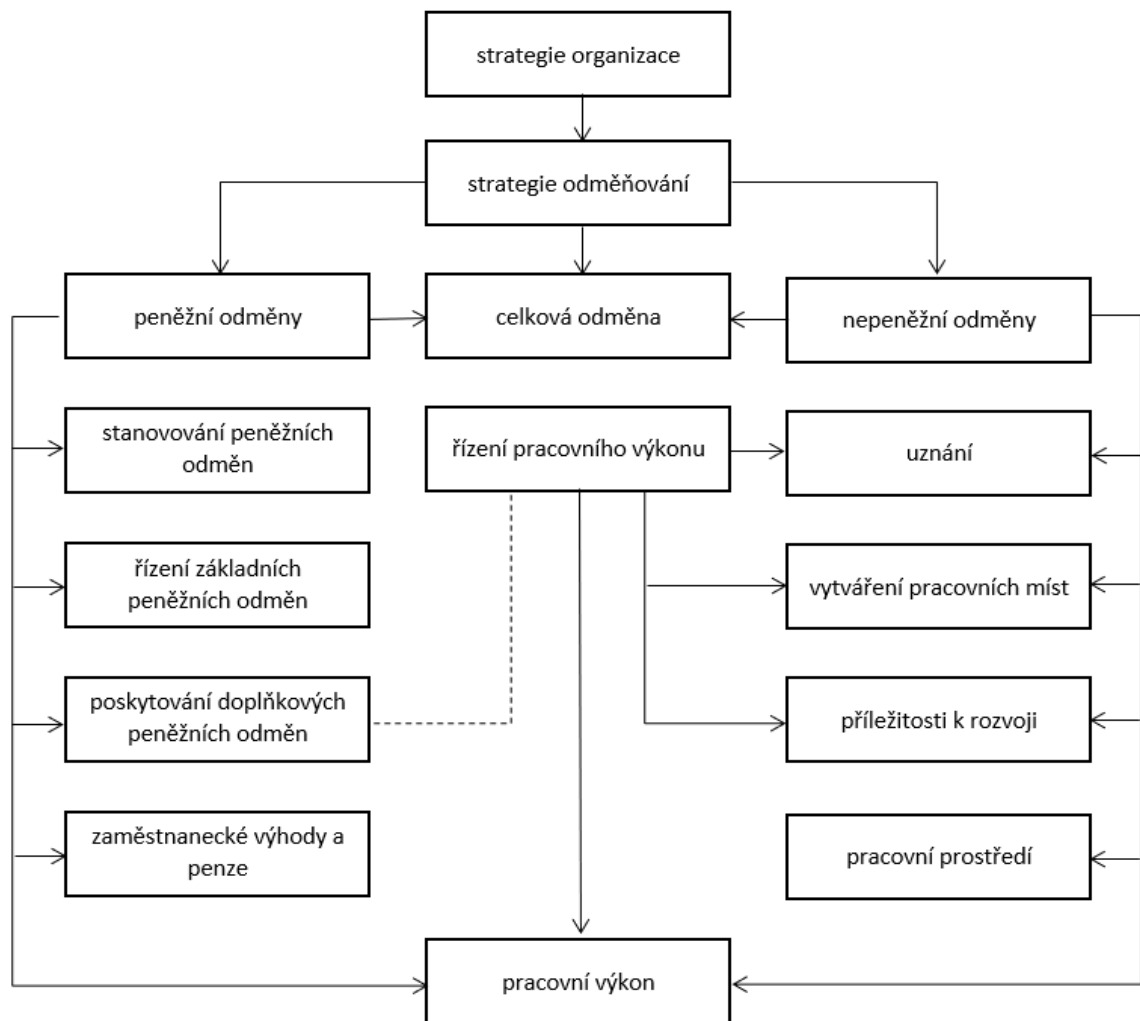 strategie organizace
strategie odměňování
peněžní odměny
celková odměna
nepeněžní odměny
stanovování peněžních
odměn
řízení pracovního výkonu
uznání
řízení základních
peněžních odměn
vytváření pracovních míst
poskytování doplňkových
peněžních odměn
příležitosti k rozvoji
zaměstnanecké výhody a
penze
pracovní prostředí
pracovní výkon